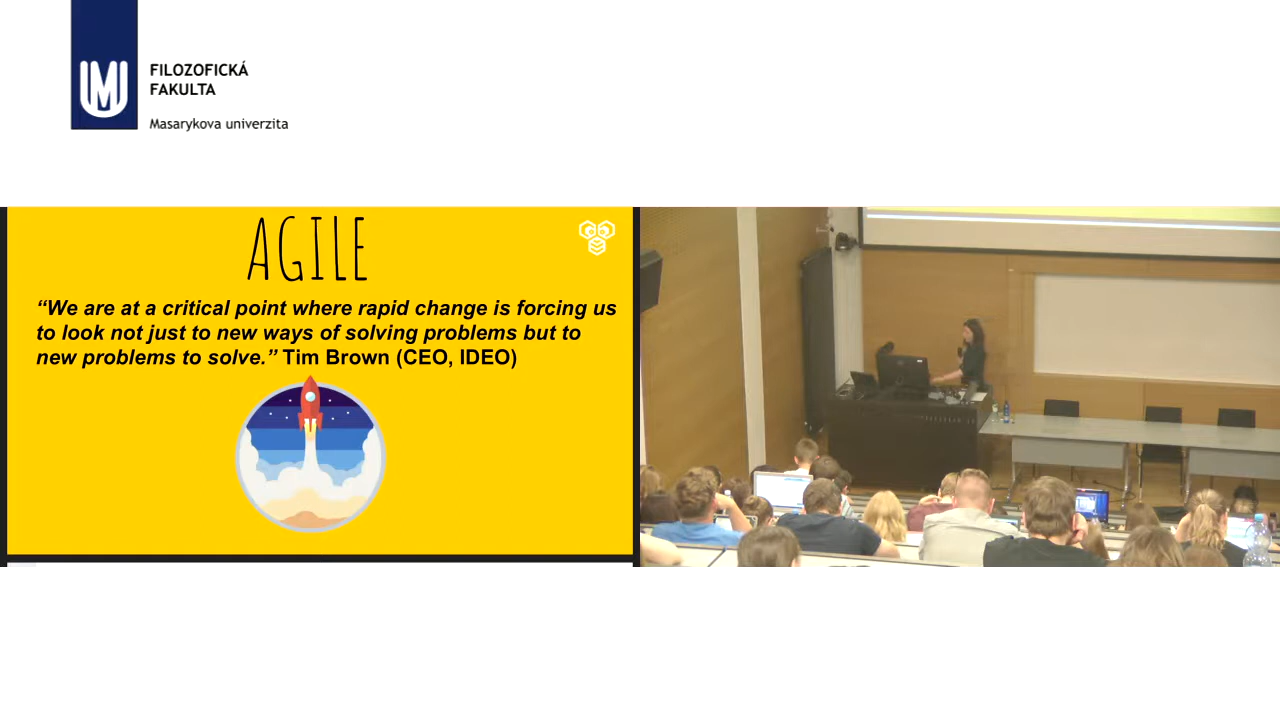 FILOZOFICKÁ
FAKULTA
Masarykova univerzita
AGILE
“We are at a critical point where rapid change is forcing us
to look not just to new ways of solving problems but to
new problems to solve.” Tim Brown (CEO, IDEO)